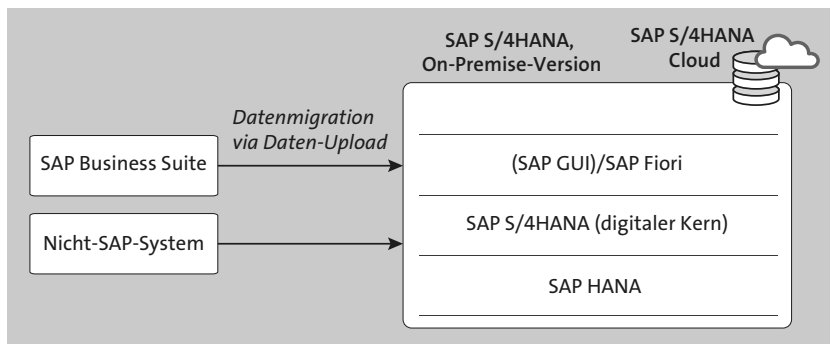 SAP S/4HANA,
On-Premise-Version
SAP S/4HANA
Cloud
Datenmigration
via Daten-Upload
SAP Business Suite
Nicht-SAP-System
(SAP GUI)/SAP Fiori
SAP S/4HANA (digitaler Kern)
SAP HANA